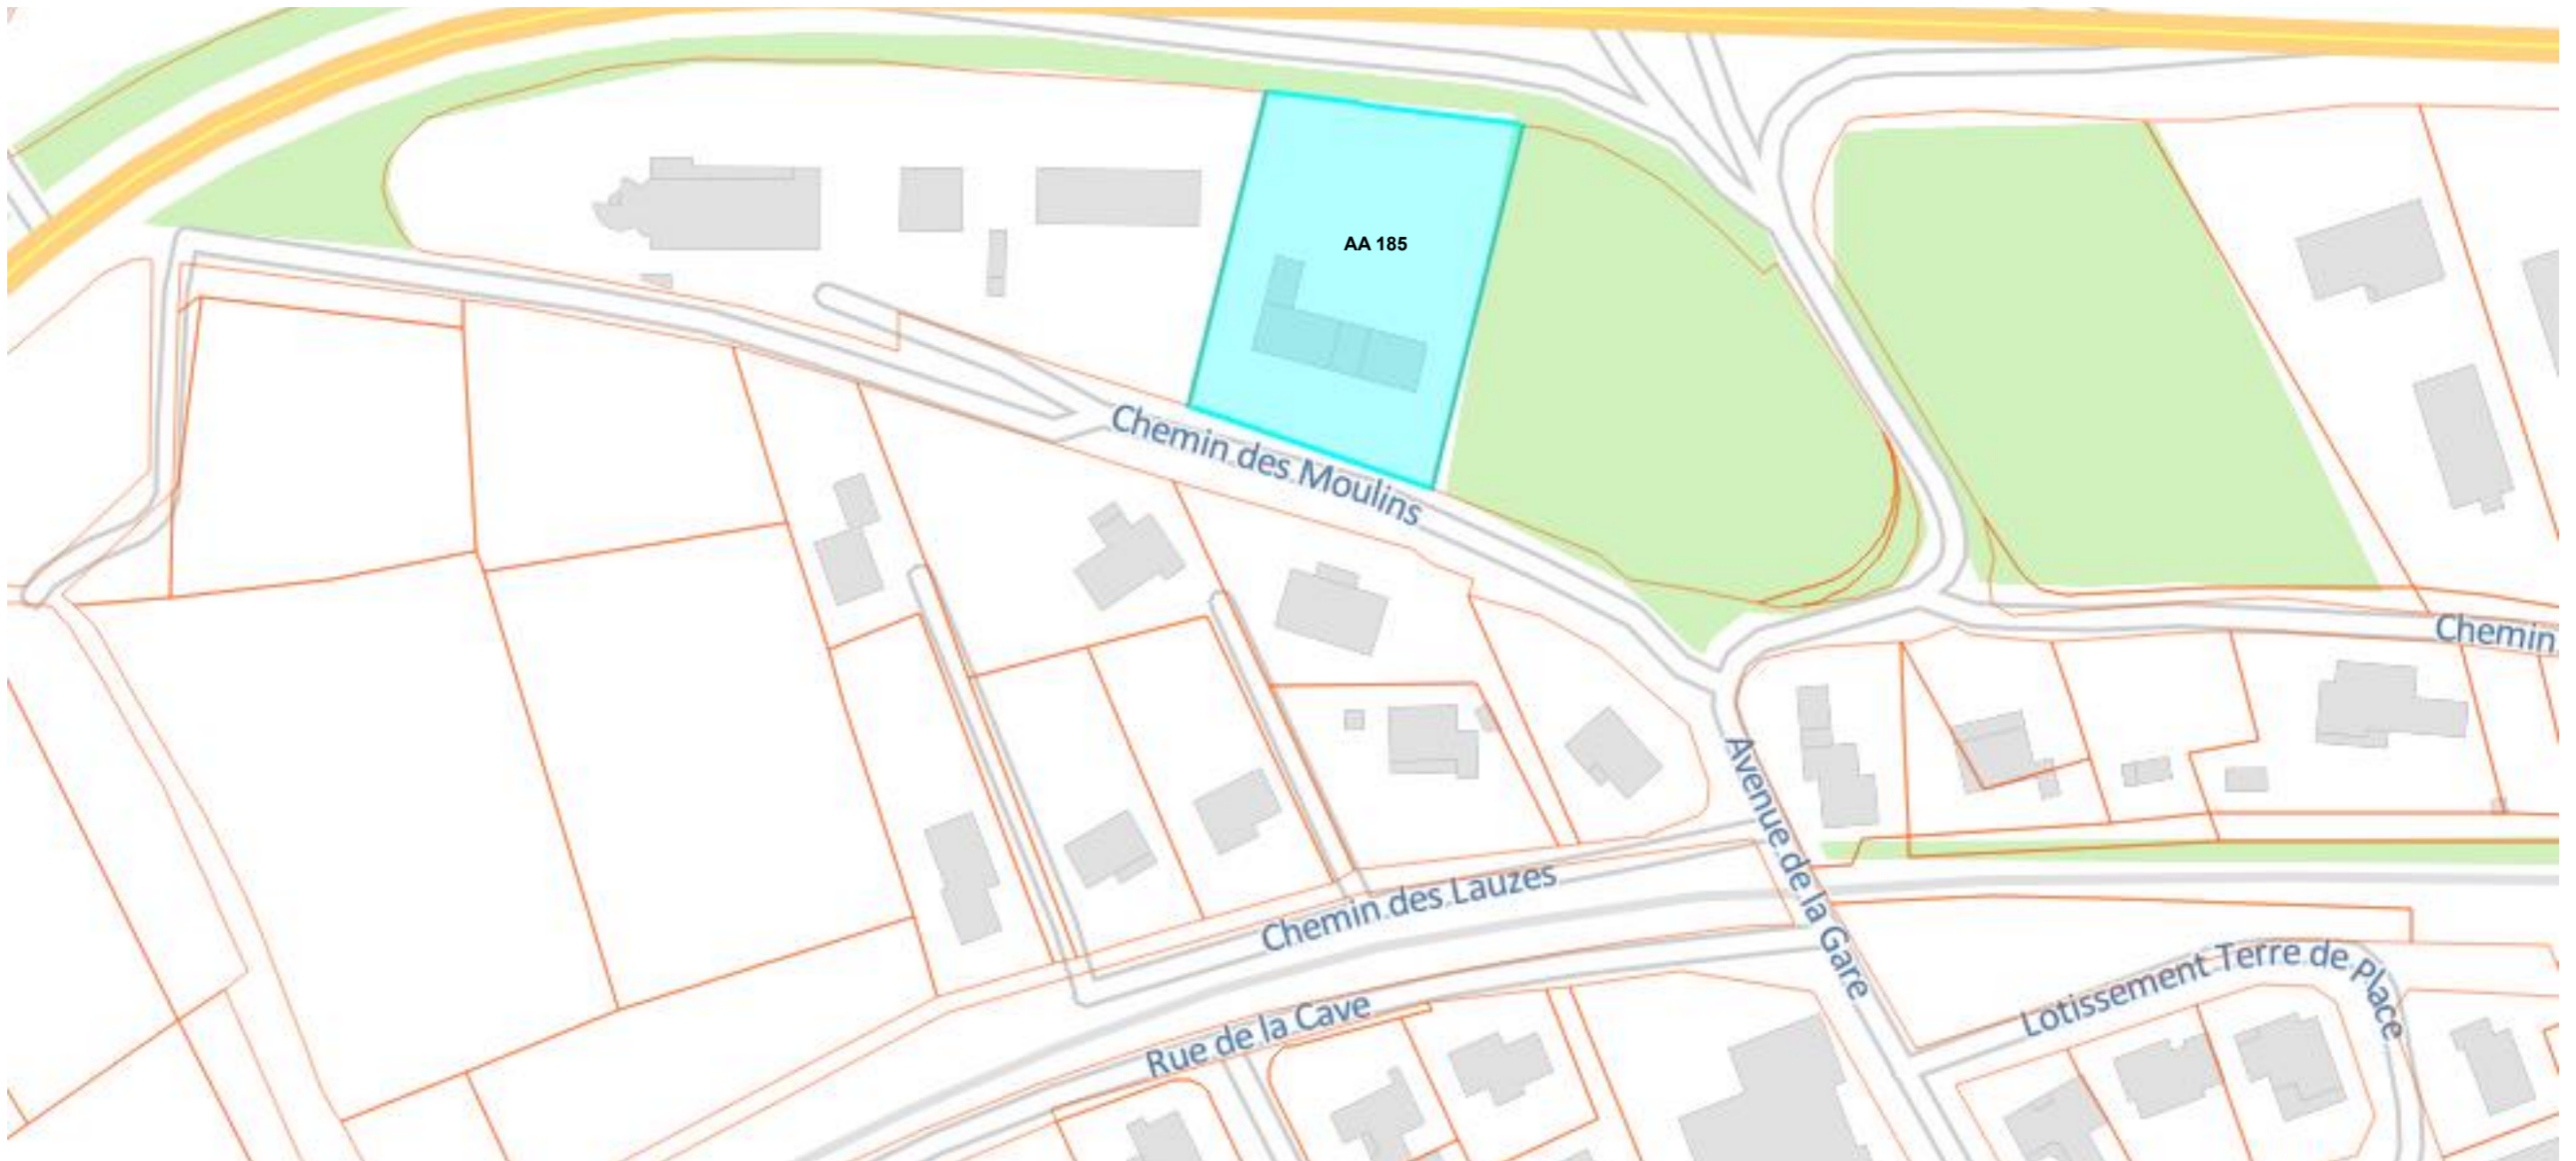 AA 185
Chemin des Moulins
Chemin
Avenue de la Gare
Chemin des Lauzes
Lotissement Terre de Place
Rue de la Cave